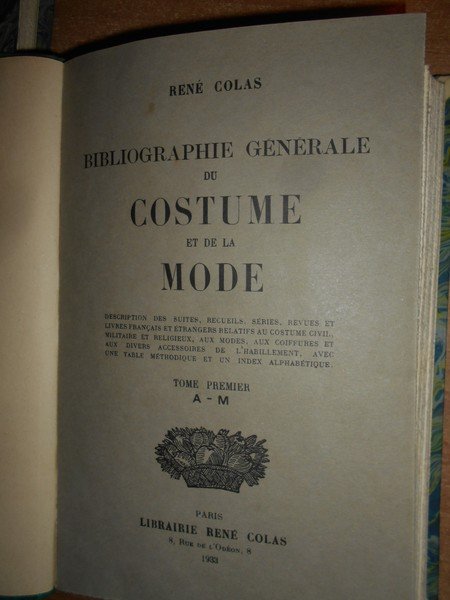 RENÉ COLAS
BIBLIOGRAPHIE GÉNÉRALE
DU
COSTUME
ET DE LA
MODE
DESCRIPTION DES SUITES, RECUEILS, SÉRIES, REVUES ET
LIVRES FRANÇAIS ET ETRANGERS RELATIFS AU COSTUME CIVIL,
MILITAIRE ET RELIGIEUX, AUX MODES, AUX COIFFURES ET
AUX DIVERS ACCESSOIRES DE L'HABILLEMENT, AVEC
UNE TABLE MÉTHODIQUE ET UN INDEX ALPHABÉTIQUE.
TOME PREMIER
A - M
PARIS
LIBRAIRIE RENÉ COLAS
8, RUE DE L'ODÉON, 8
1933